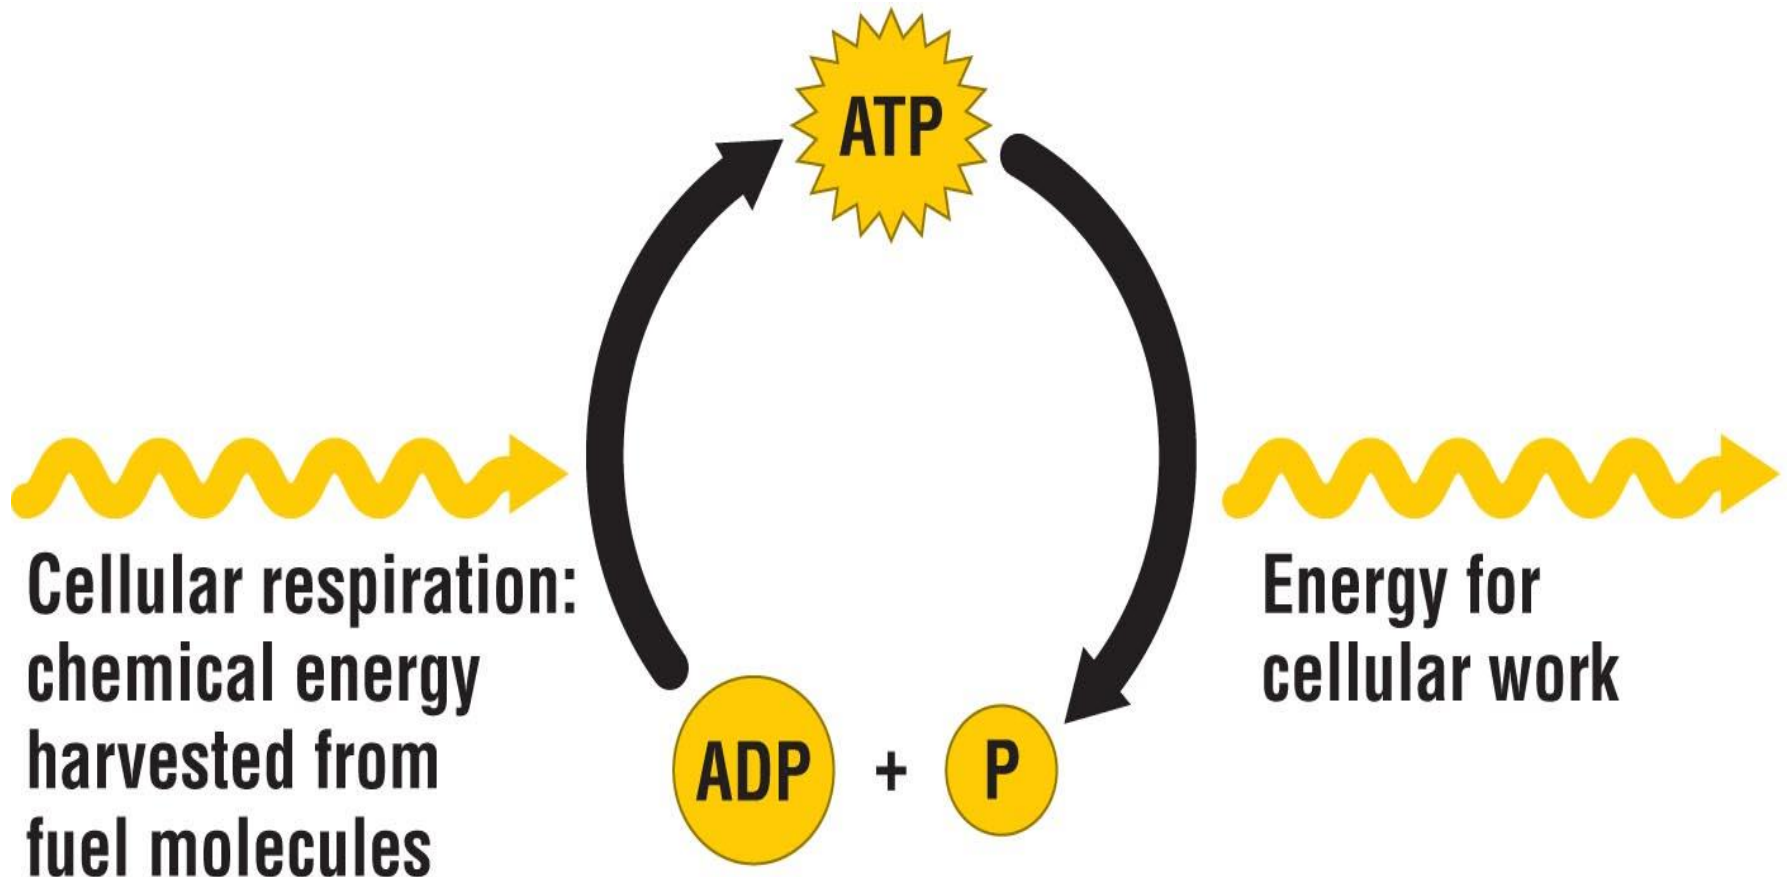 ATP
Cellular respiration:
chemical energy
harvested from
fuel molecules
ADP + P
Energy for
cellular work